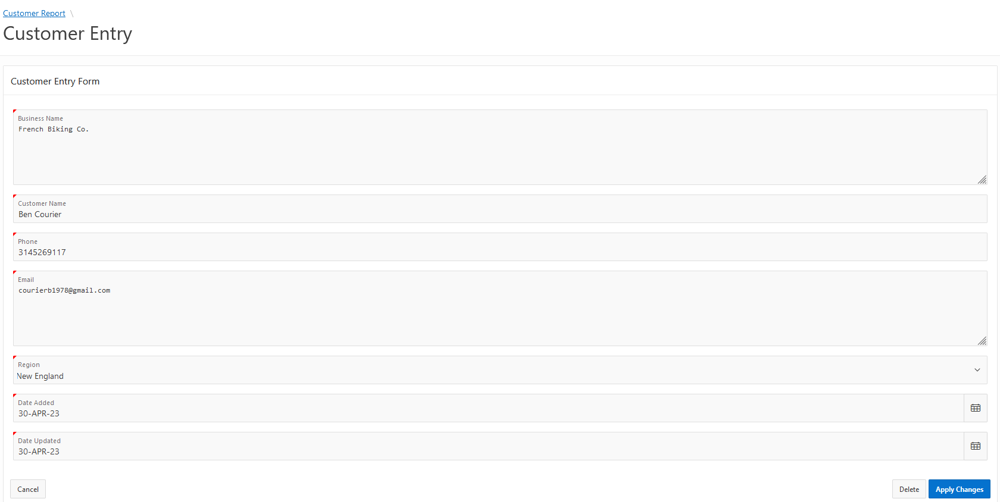 Customer Report \
Customer Entry
Customer Entry Form
Business Name
French Biking Co.
Customer Name
Ben Courier
Phone
3145269117
Email
courierb1978@gmail.com
Region
New England
Date Added
30-APR-23
Date Updated
30-APR-23
Cancel Delete Apply Changes